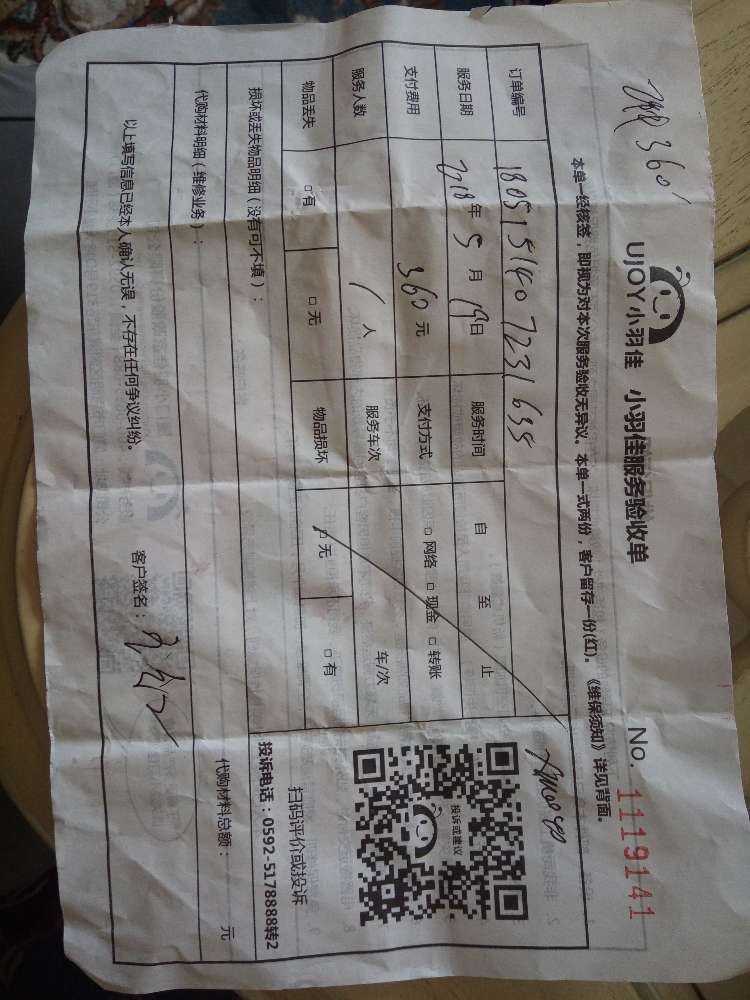 UJOY小羽佳 小羽佳服务验收单
No. 1119141
本单一经核签，即视为对本次服务验收无异议。本单一式两份，客户留存一份(红)。《维保须知》详见背面。
订单编号 1805151407231635
服务日期 2018年5月19日 服务时间 自 至 止
支付费用 360元 支付方式 □网络 □现金 □转账
服务人数 1人 服务车次 车/次
物品丢失 □有 □无 物品损坏 □无 □有
投诉或建议
扫码评价或投诉
投诉电话：0592-5178888转2
损坏或丢失物品明细（没有可不填）：
代购材料明细（维修业务）： 代购材料总额： 元
以上填写信息已经本人确认无误，不存在任何争议纠纷。 客户签名：